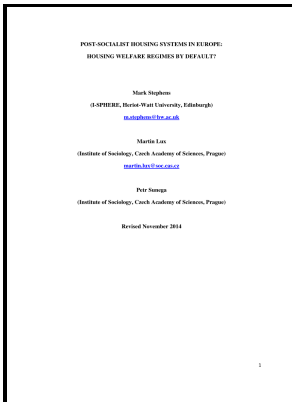 POST-SOCIALIST HOUSING SYSTEMS IN EUROPE:
HOUSING WELFARE REGIMES BY DEFAULT?
Mark Stephens
(I-SPHERE, Heriot-Watt University, Edinburgh)
m.stephens@hw.ac.uk
Martin Lux
(Institute of Sociology, Czech Academy of Sciences, Prague)
martin.lux@soc.cas.cz
Petr Sunega
(Institute of Sociology, Czech Academy of Sciences, Prague)
Revised November 2014
1